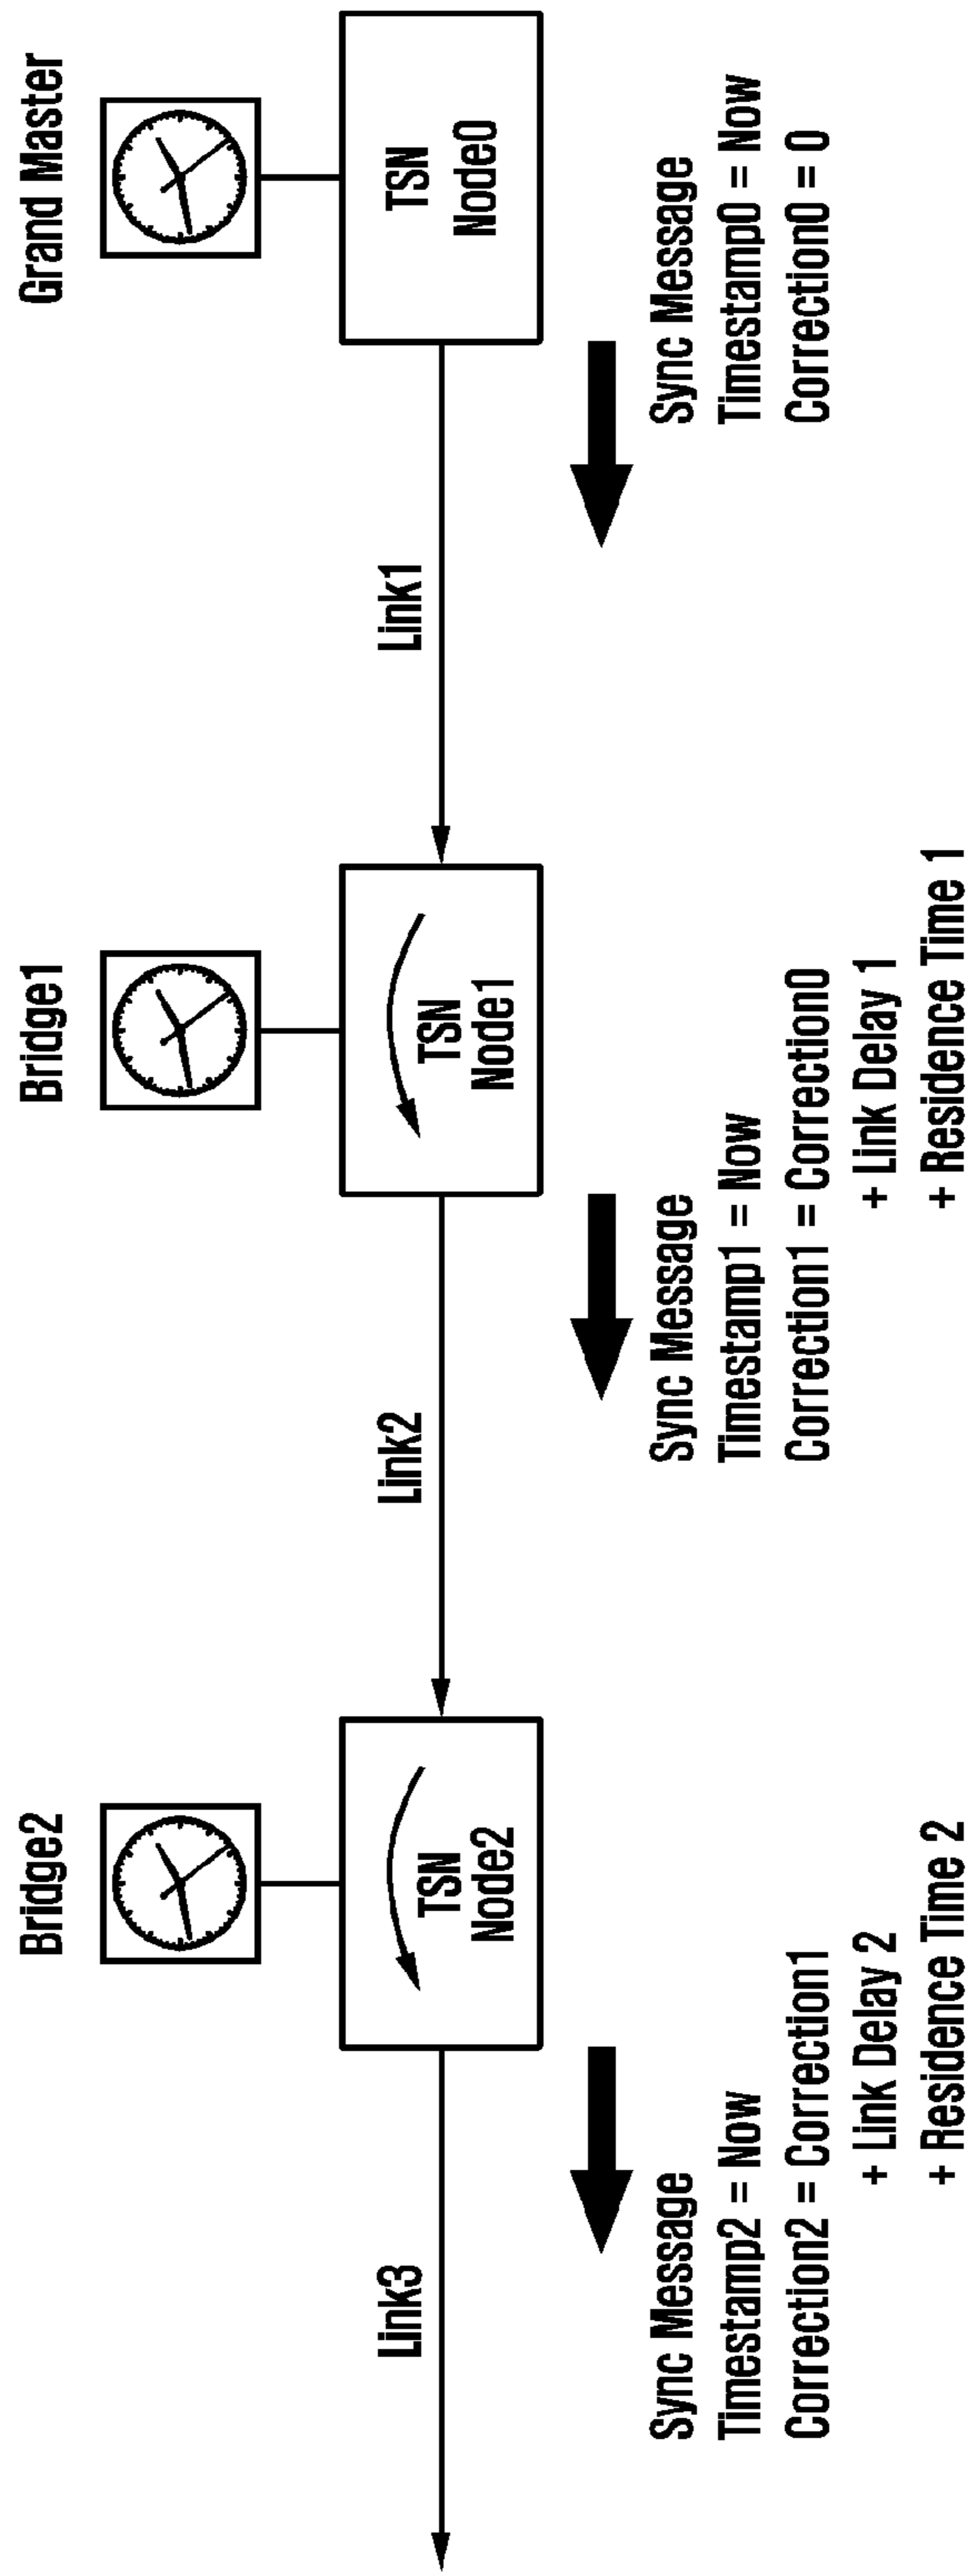 Bridge2
Bridge1
Grand Master
Link3
TSN
Node2
Link2
TSN
Node1
Link1
TSN
Node0
Sync Message
Timestamp2 = Now
Correction2 = Correction1
+ Link Delay 2
+ Residence Time 2
Sync Message
Timestamp1 = Now
Correction1 = Correction0
+ Link Delay 1
+ Residence Time 1
Sync Message
Timestamp0 = Now
Correction0 = 0